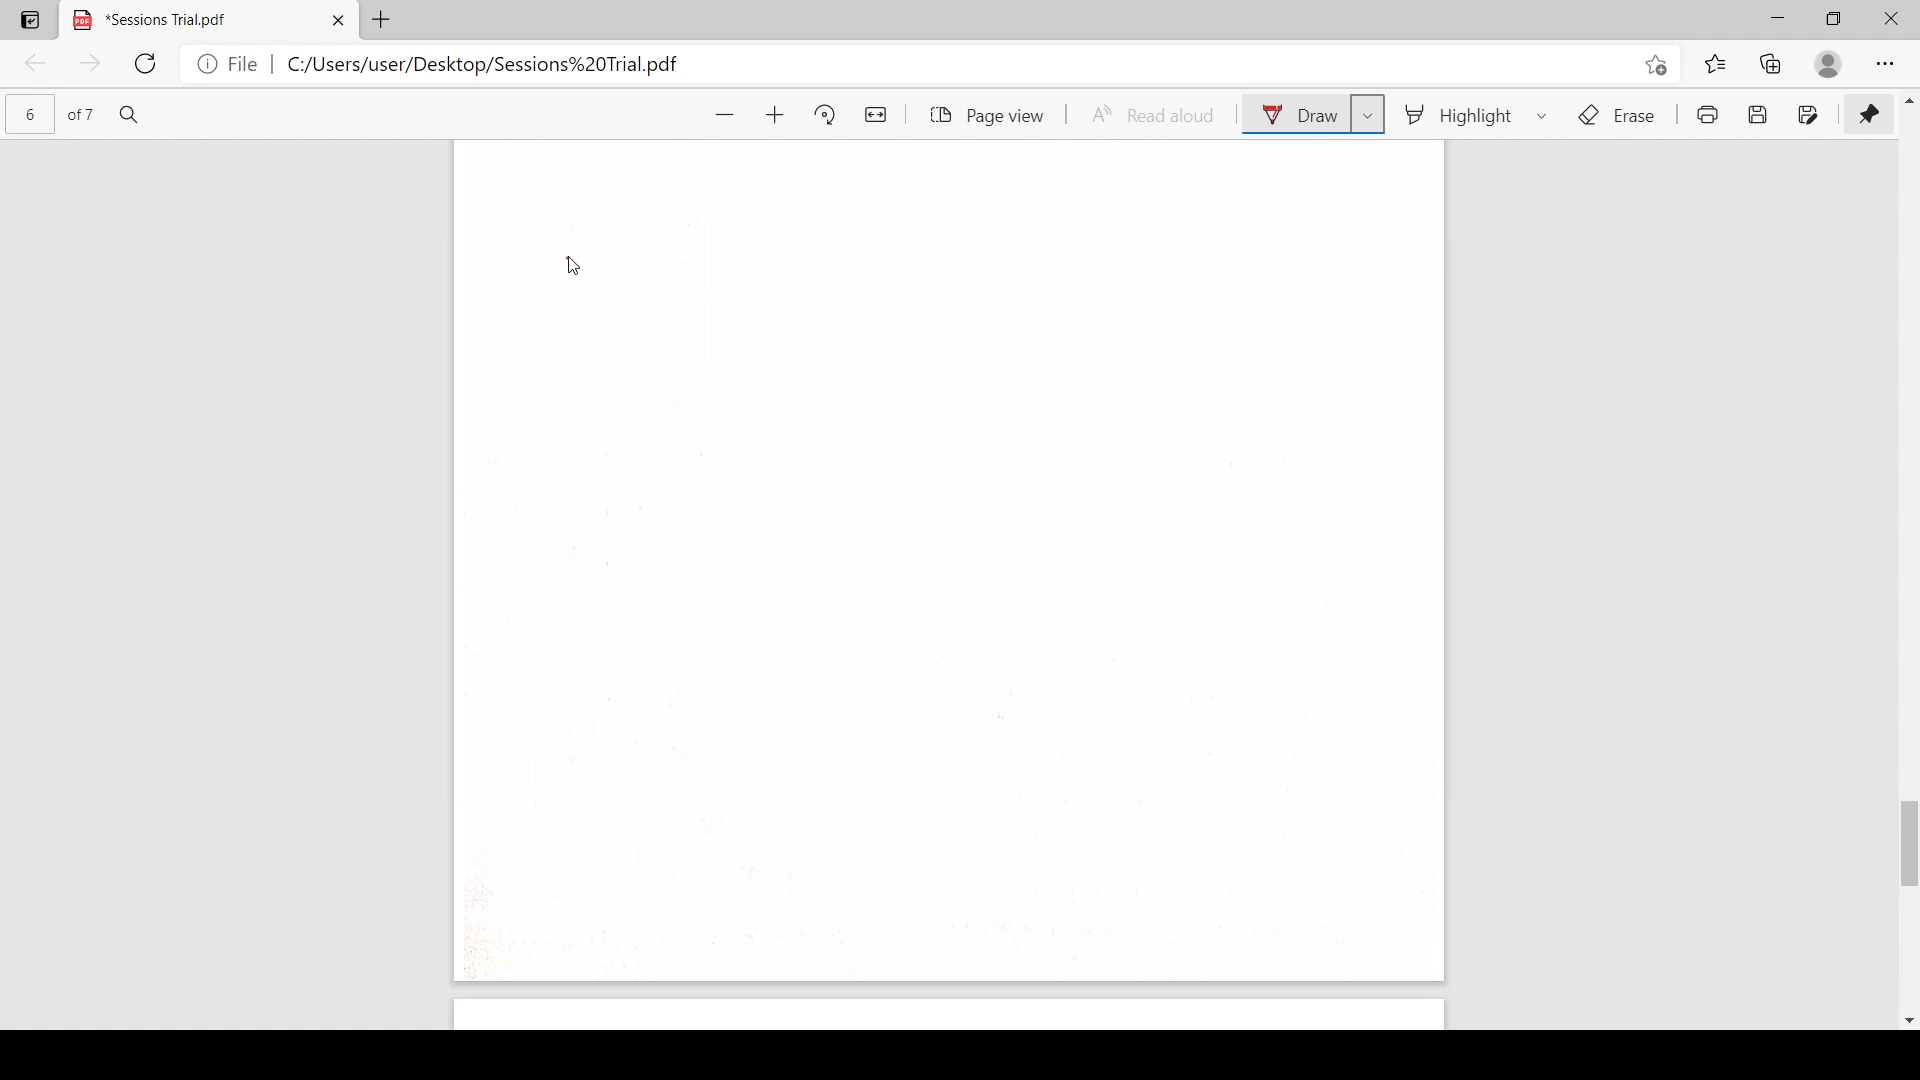 *Sessions Trial.pdf
File | C:/Users/user/Desktop/Sessions%20Trial.pdf
6 of 7 Page view Read aloud Draw Highlight Erase